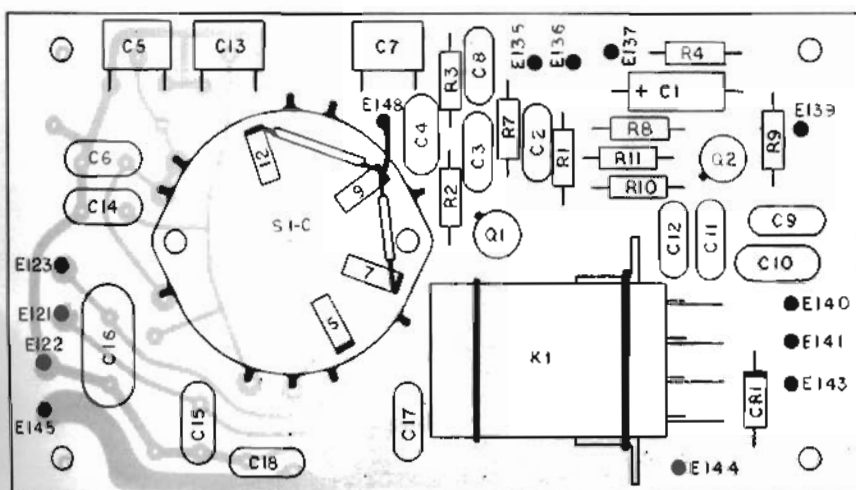 C5
C13
C7
E135
E136
E137
R4
R3
C8
+ C1
E148
C4
C3
R7
C2
R1
R8
R11
R10
Q2
R9
E139
12
9
C6
C14
R2
S1-C
Q1
C12
C11
C9
C10
E123
E121
E122
E145
C16
7
5
K1
E140
E141
E143
CR1
C15
C17
C18
E144